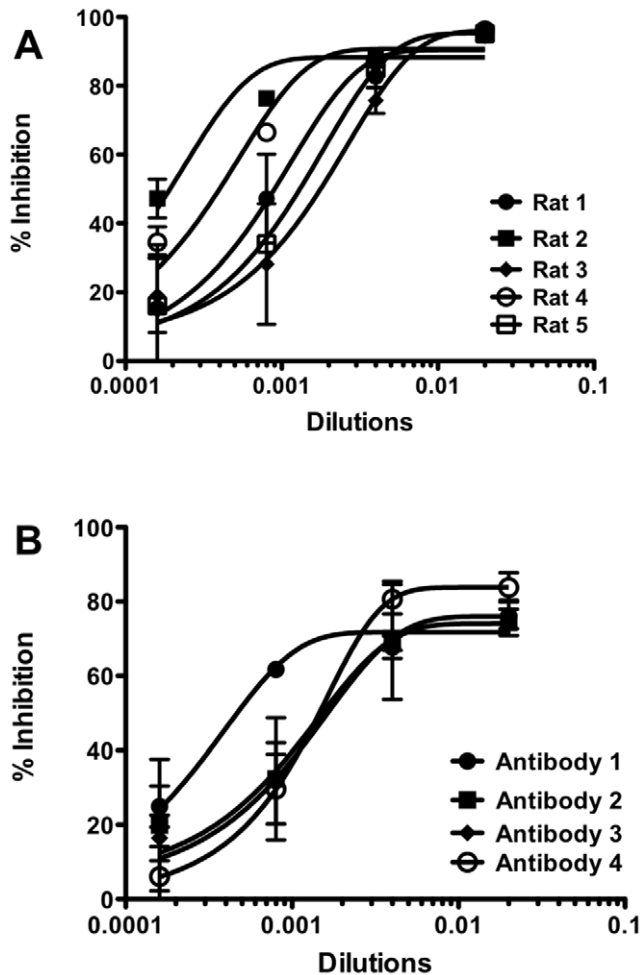 A
100
80
60
40
20
0
% Inhibition
Rat 1
Rat 2
Rat 3
Rat 4
Rat 5
0.0001
0.001
0.01
0.1
Dilutions
B
100
80
60
40
20
0
% Inhibition
Antibody 1
Antibody 2
Antibody 3
Antibody 4
0.0001
0.001
0.01
0.1
Dilutions